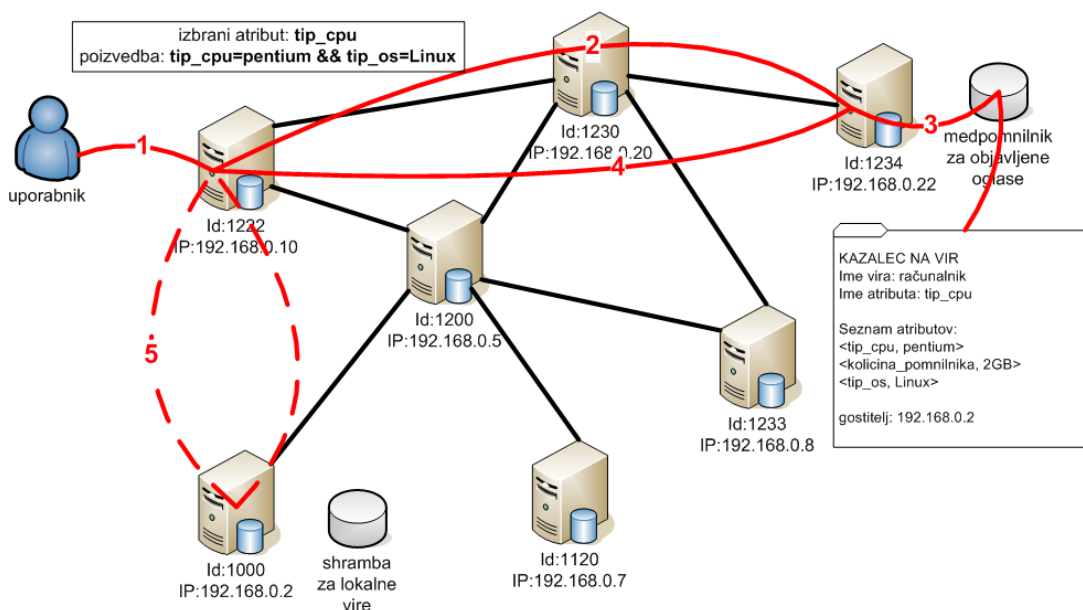 izbrani atribut: tip_cpu
poizvedba: tip_cpu=pentium && tip_os=Linux
1
2
3
4
5
uporabnik
Id:1222
IP:192.168.0.10
Id:1230
IP:192.168.0.20
Id:1234
IP:192.168.0.22
medpomnilnik
za objavljene
oglase
Id:1200
IP:192.168.0.5
Id:1233
IP:192.168.0.8
KAZALEC NA VIR
Ime vira: računalnik
Ime atributa: tip_cpu
Seznam atributov:
<tip_cpu, pentium>
<kolicina_pomnilnika, 2GB>
<tip_os, Linux>
gostitelj: 192.168.0.2
Id:1000
IP:192.168.0.2
shramba
za lokalne
vire
Id:1120
IP:192.168.0.7